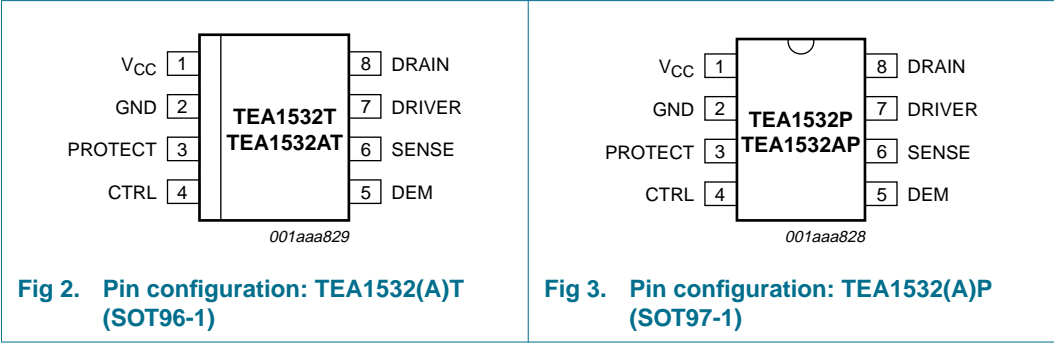 VCC 1
GND 2
PROTECT 3
CTRL 4
TEA1532T
TEA1532AT
8 DRAIN
7 DRIVER
6 SENSE
5 DEM
001aaa829
Fig 2. Pin configuration: TEA1532(A)T
(SOT96-1)
VCC 1
GND 2
PROTECT 3
CTRL 4
TEA1532P
TEA1532AP
8 DRAIN
7 DRIVER
6 SENSE
5 DEM
001aaa828
Fig 3. Pin configuration: TEA1532(A)P
(SOT97-1)